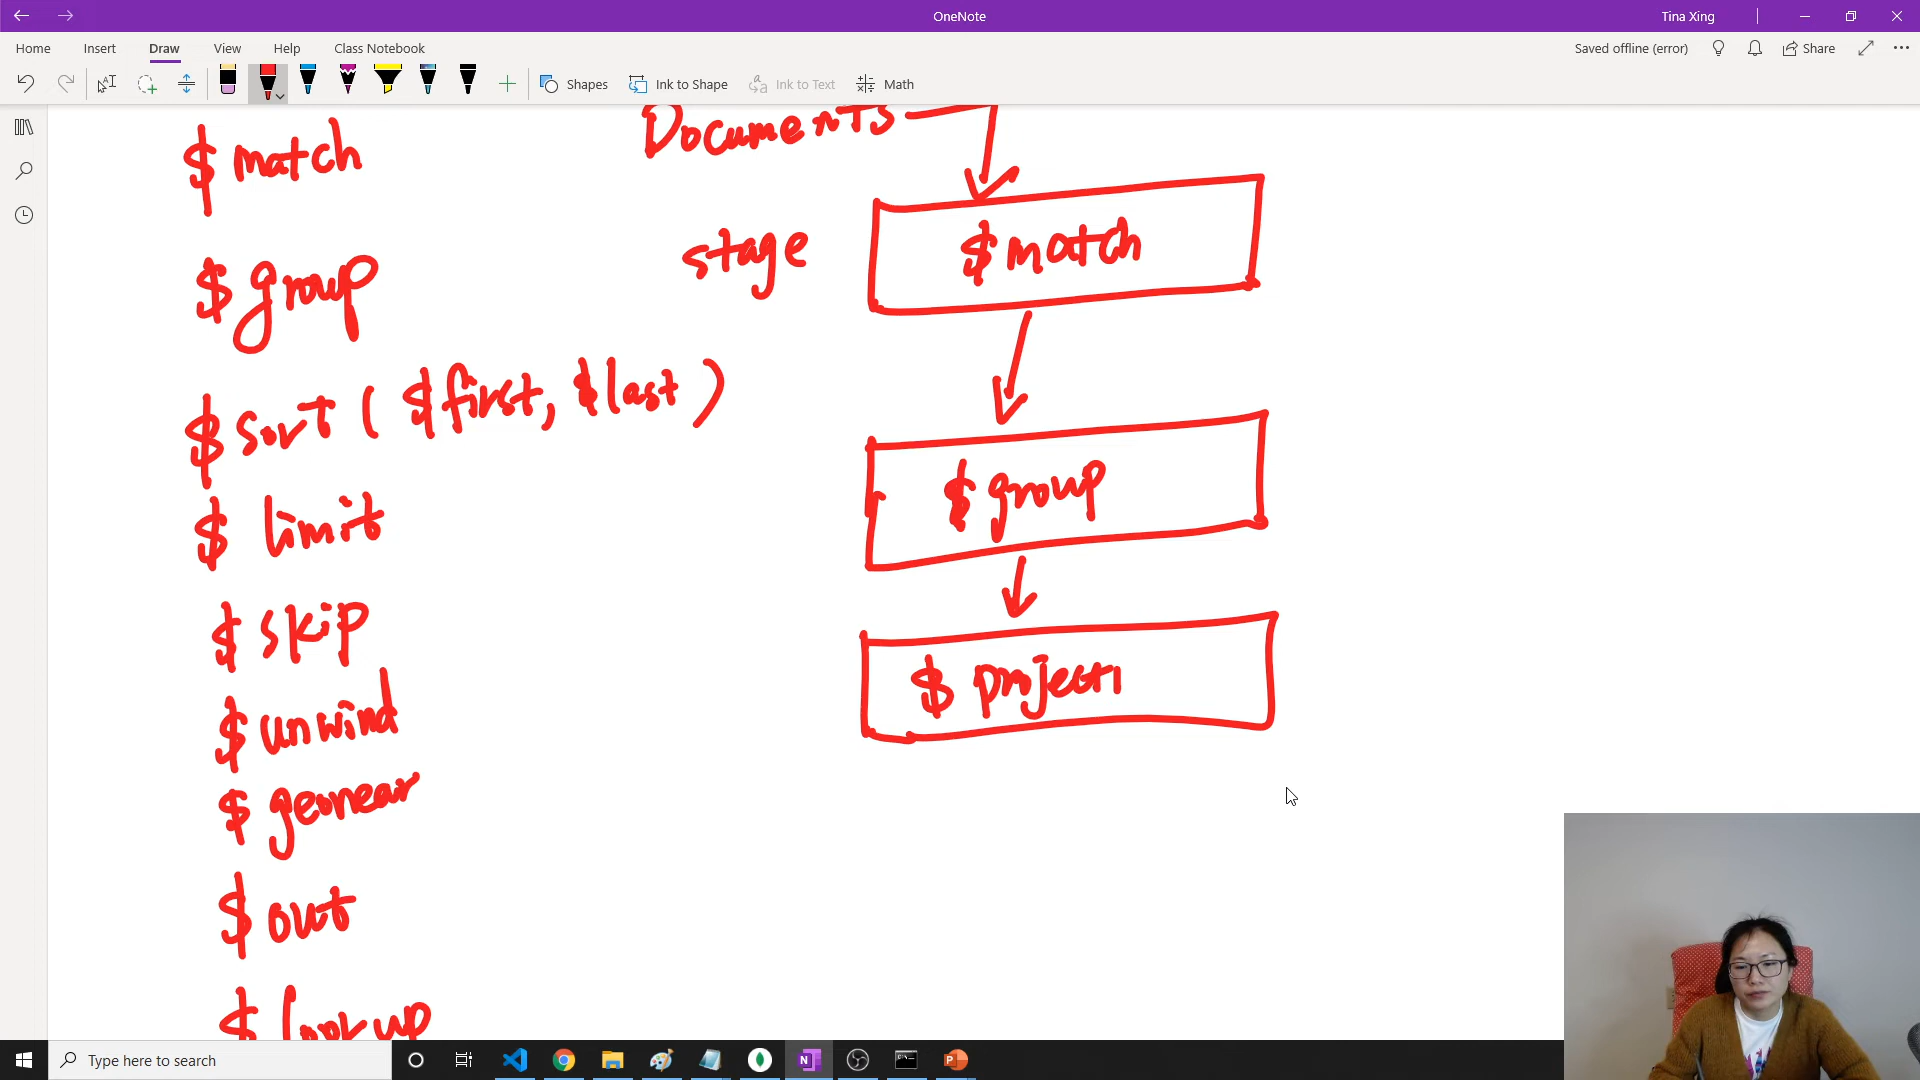 OneNote
Tina Xing
Home Insert Draw View Help Class Notebook
Saved offline (error) Share
Shapes Ink to Shape Ink to Text Math
Documents
$ match
stage
$ match
$ group
$ sort ( $ first, $ last )
$ group
$ limit
$ skip
$ projecti
$ unwind
$ geonear
$ out
$ lookup
Type here to search